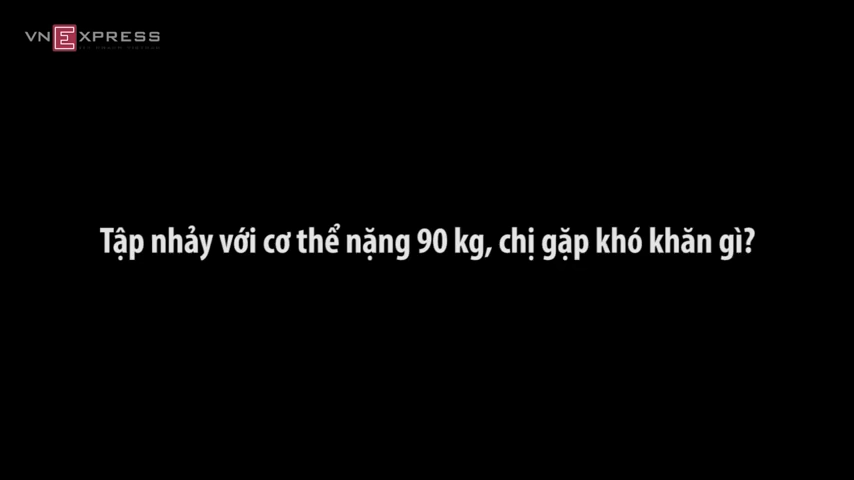 VNEXPRESS
Tập nhảy với cơ thể nặng 90 kg, chị gặp khó khăn gì?